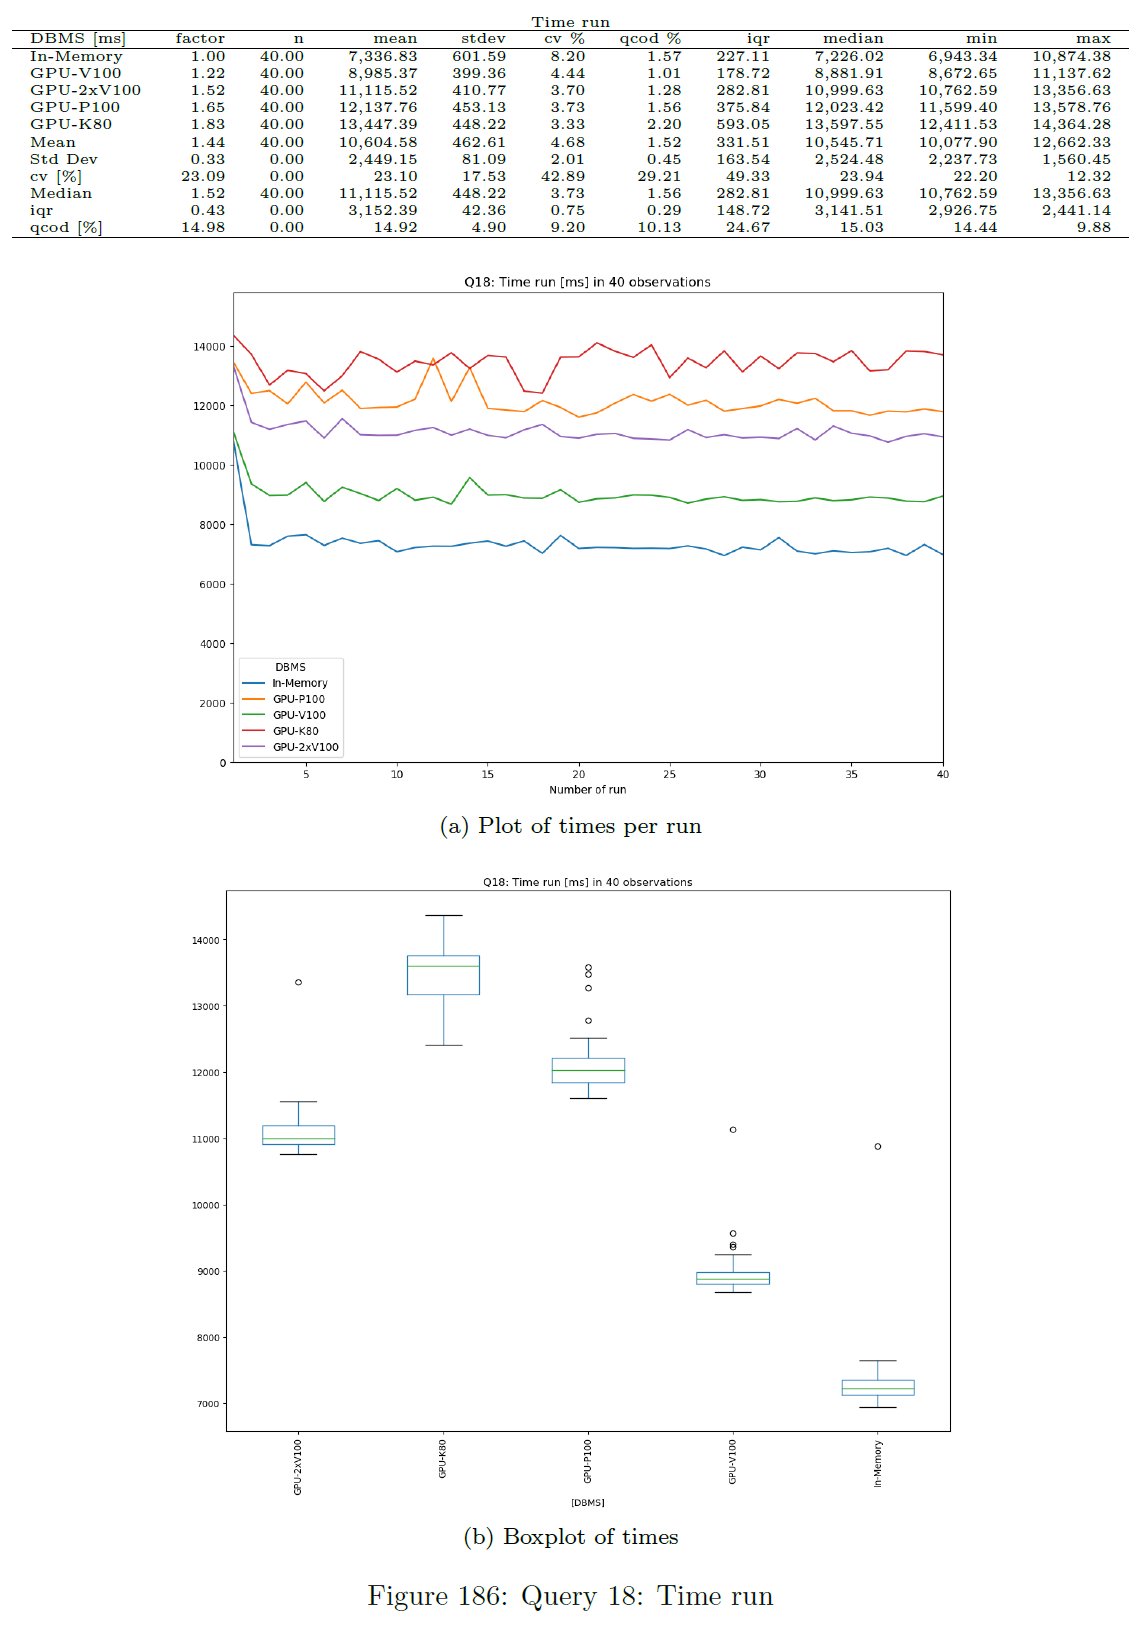 Time run
DBMS [ms] factor n mean stdev cv % qcod % iqr median min max
In-Memory 1.00 40.00 7,336.83 601.59 8.20 1.57 227.11 7,226.02 6,943.34 10,874.38
GPU-V100 1.22 40.00 8,985.37 399.36 4.44 1.01 178.72 8,881.91 8,672.65 11,137.62
GPU-2xV100 1.52 40.00 11,115.52 410.77 3.70 1.28 282.81 10,999.63 10,762.59 13,356.63
GPU-P100 1.65 40.00 12,137.76 453.13 3.73 1.56 375.84 12,023.42 11,599.40 13,578.76
GPU-K80 1.83 40.00 13,447.39 448.22 3.33 2.20 593.05 13,597.55 12,411.53 14,364.28
Mean 1.44 40.00 10,604.58 462.61 4.68 1.52 331.51 10,545.71 10,077.90 12,662.33
Std Dev 0.33 0.00 2,449.15 81.09 2.01 0.45 163.54 2,524.48 2,237.73 1,560.45
cv [%] 23.09 0.00 23.10 17.53 42.89 29.21 49.33 23.94 22.20 12.32
Median 1.52 40.00 11,115.52 448.22 3.73 1.56 282.81 10,999.63 10,762.59 13,356.63
iqr 0.43 0.00 3,152.39 42.36 0.75 0.29 148.72 3,141.51 2,926.75 2,441.14
qcod [%] 14.98 0.00 14.92 4.90 9.20 10.13 24.67 15.03 14.44 9.88
Q18: Time run [ms] in 40 observations
14000
12000
10000
8000
6000
4000
2000
0
DBMS
In-Memory
GPU-P100
GPU-V100
GPU-K80
GPU-2xV100
5 10 15 20 25 30 35 40
Number of run
(a) Plot of times per run
Q18: Time run [ms] in 40 observations
14000
13000
12000
11000
10000
9000
8000
7000
GPU-2xV100 GPU-K80 GPU-P100 GPU-V100 In-Memory
[DBMS]
(b) Boxplot of times
Figure 186: Query 18: Time run